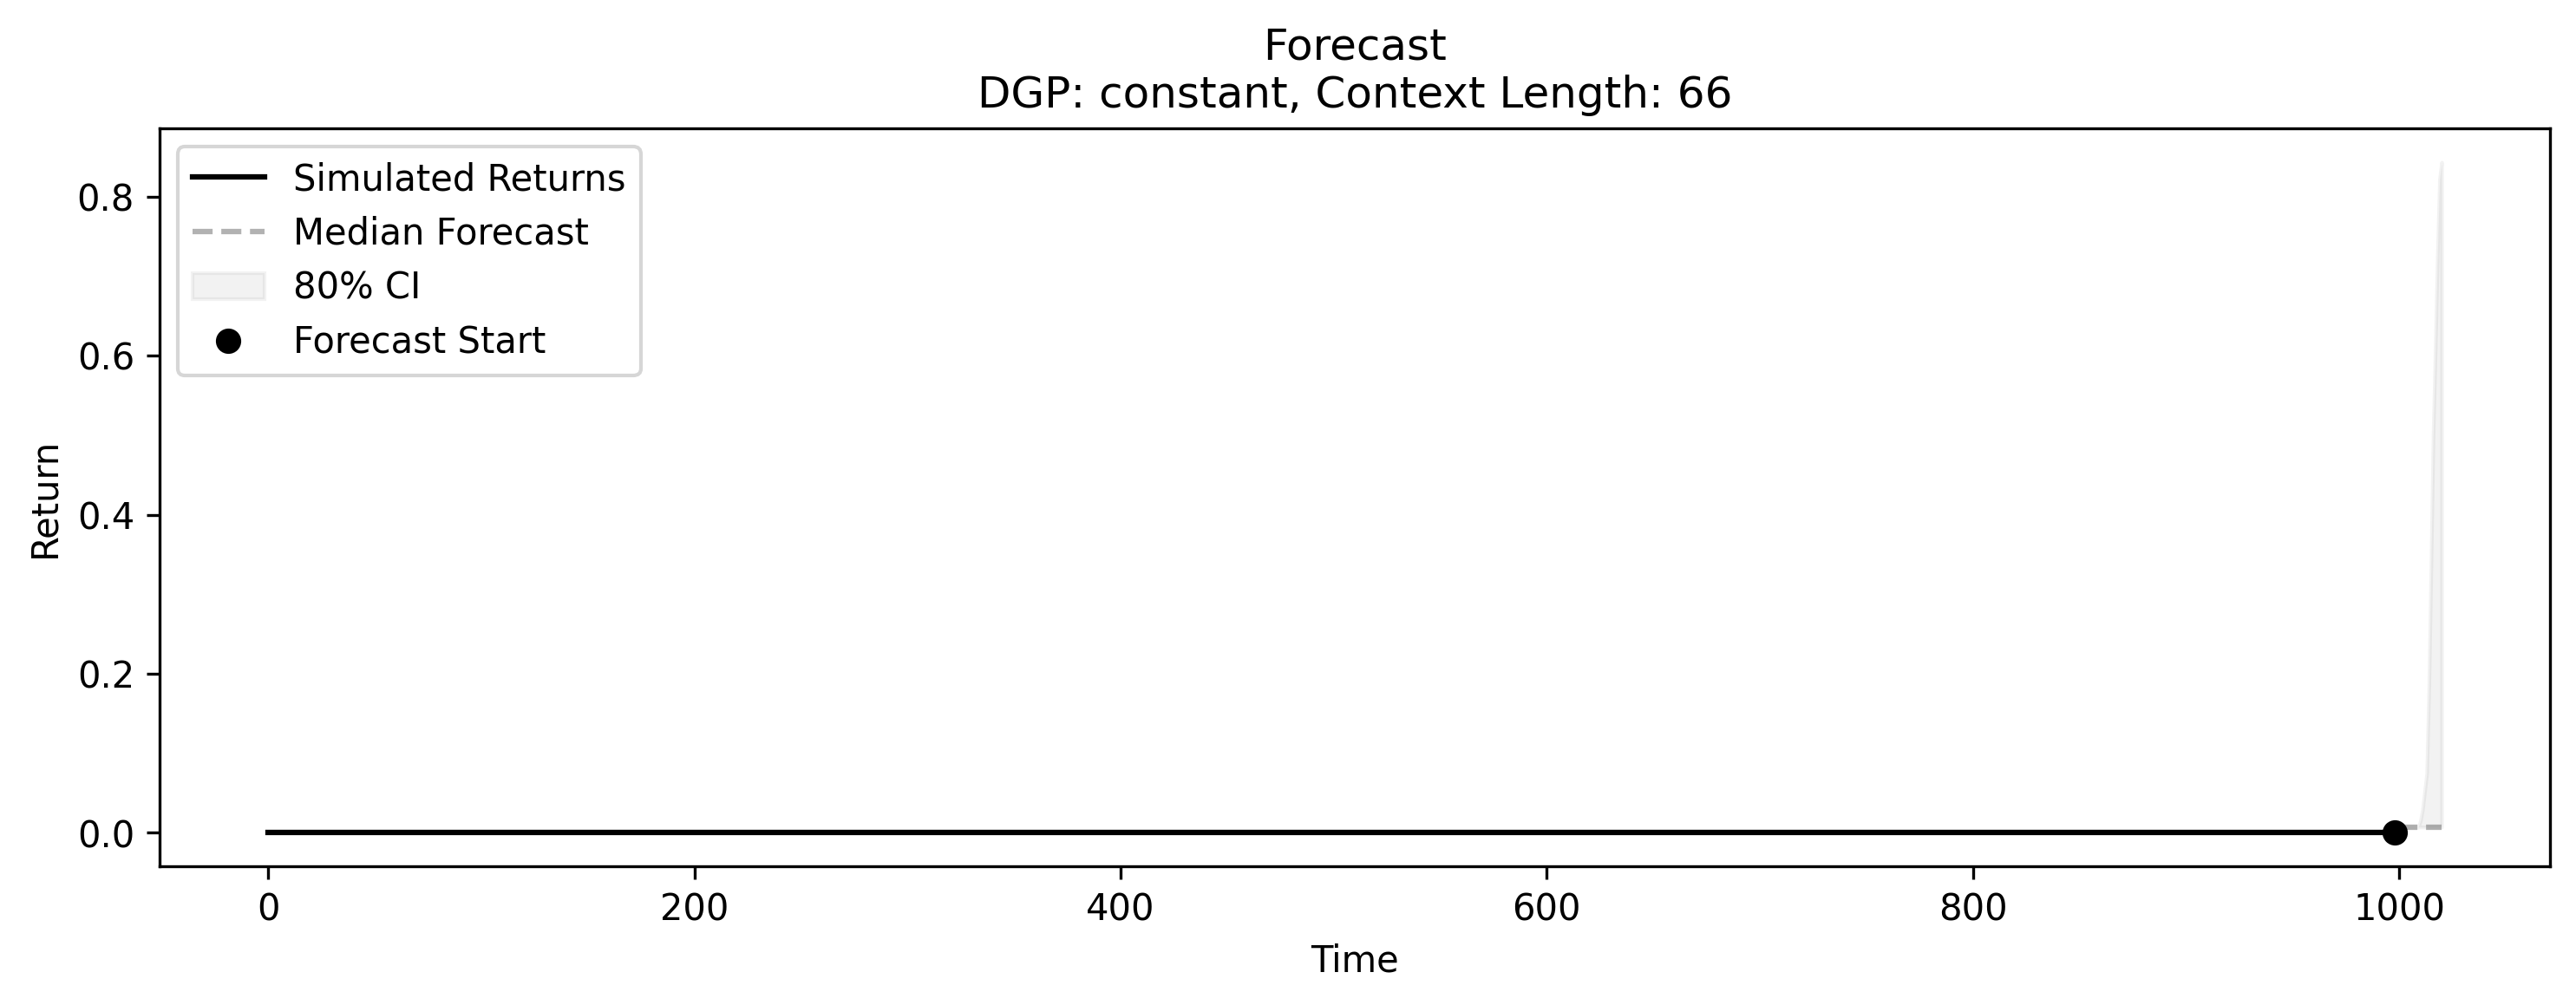 Forecast
DGP: constant, Context Length: 66
Simulated Returns
Median Forecast
80% CI
Forecast Start
Return
0.8
0.6
0.4
0.2
0.0
0
200
400
600
800
1000
Time